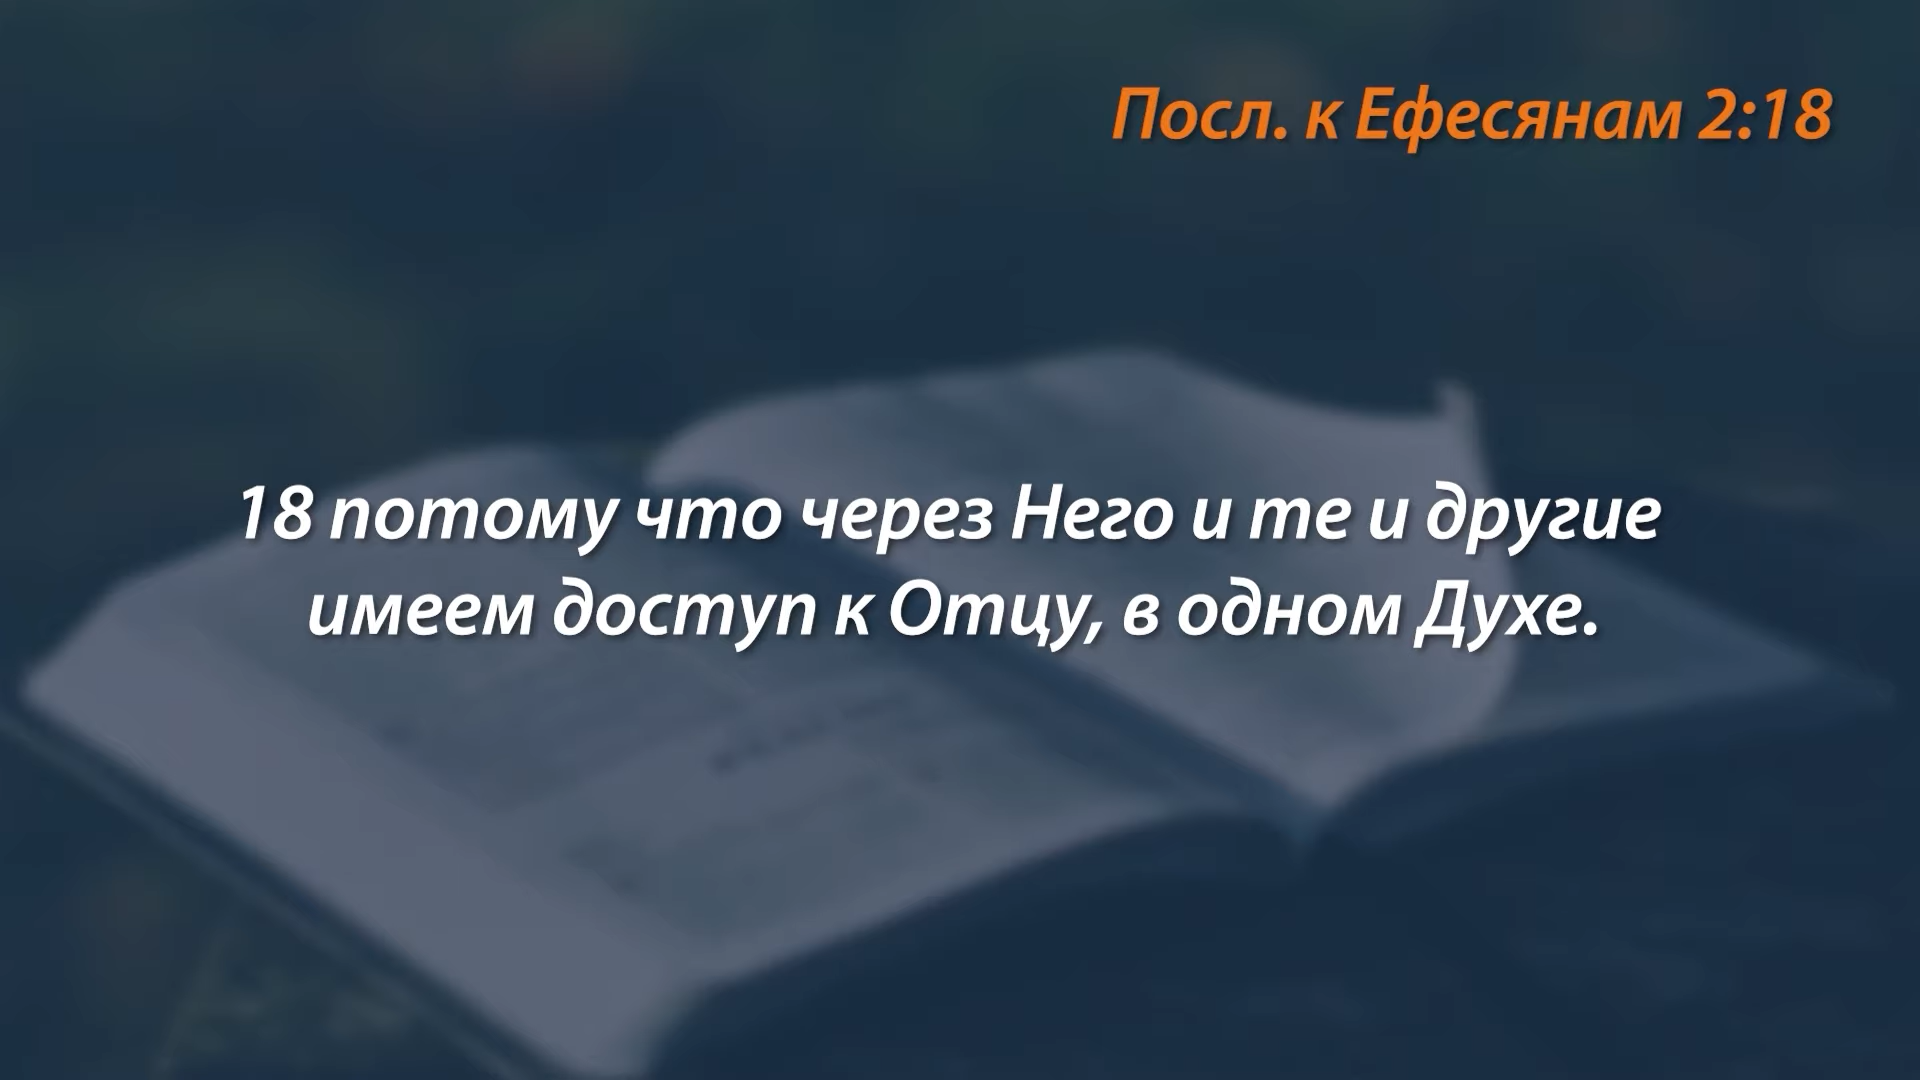 Посл. к Ефесянам 2:18
18 потому что через Него и те и другие
имеем доступ к Отцу, в одном Духе.